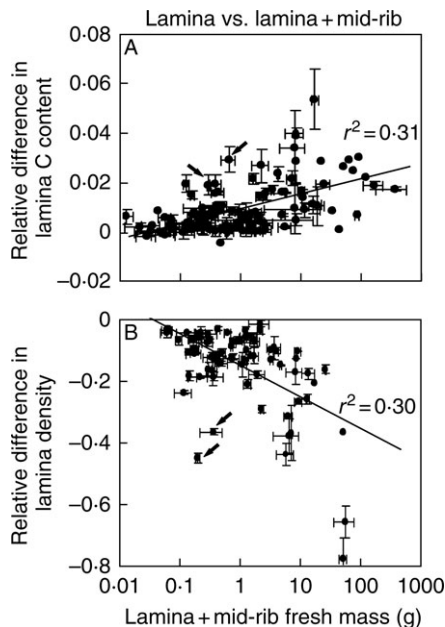 Lamina vs. lamina+mid-rib
A
0·08
0·06
0·04
0·02
0
−0·02
r²=0·31
Relative difference in
lamina C content
B
0
−0·2
−0·4
−0·6
−0·8
r²=0·30
Relative difference in
lamina density
0·01 0·1 1 10 100 1000
Lamina+mid-rib fresh mass (g)